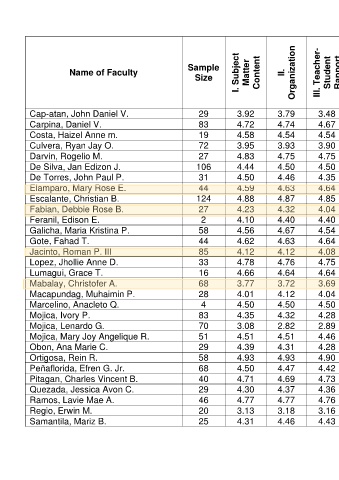 Name of Faculty Sample Size I. Subject Matter Content II. Organization III. Teacher-Student Rapport
Cap-atan, John Daniel V. 29 3.92 3.79 3.48
Carpina, Daniel V. 83 4.72 4.74 4.67
Costa, Haizel Anne m. 19 4.58 4.54 4.54
Culvera, Ryan Jay O. 72 3.95 3.93 3.90
Darvin, Rogelio M. 27 4.83 4.75 4.75
De Silva, Jan Edizon J. 106 4.44 4.50 4.50
De Torres, John Paul P. 31 4.50 4.46 4.35
Elamparo, Mary Rose E. 44 4.59 4.63 4.64
Escalante, Christian B. 124 4.88 4.87 4.85
Fabian, Debbie Rose B. 27 4.23 4.32 4.04
Feranil, Edison E. 2 4.10 4.40 4.40
Galicha, Maria Kristina P. 58 4.56 4.67 4.54
Gote, Fahad T. 44 4.62 4.63 4.64
Jacinto, Roman P. III 85 4.12 4.12 4.08
Lopez, Jhollie Anne D. 33 4.78 4.76 4.75
Lumagui, Grace T. 16 4.66 4.64 4.64
Mabalay, Christofer A. 68 3.77 3.72 3.69
Macapundag, Muhaimin P. 28 4.01 4.12 4.04
Marcelino, Anacleto Q. 4 4.50 4.50 4.50
Mojica, Ivory P. 83 4.35 4.32 4.28
Mojica, Lenardo G. 70 3.08 2.82 2.89
Mojica, Mary Joy Angelique R. 51 4.51 4.51 4.46
Obon, Ana Marie C. 29 4.39 4.31 4.28
Ortigosa, Rein R. 58 4.93 4.93 4.90
Peñaflorida, Efren G. Jr. 68 4.50 4.47 4.42
Pitagan, Charles Vincent B. 40 4.71 4.69 4.73
Quezada, Jessica Avon C. 29 4.30 4.37 4.36
Ramos, Lavie Mae A. 46 4.77 4.77 4.76
Regio, Erwin M. 20 3.13 3.18 3.16
Samantila, Mariz B. 25 4.31 4.46 4.43